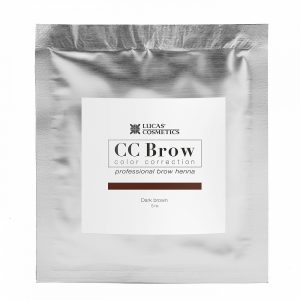 LUCAS'
COSMETICS
CC Brow
color correction
professional brow henna
Dark brown